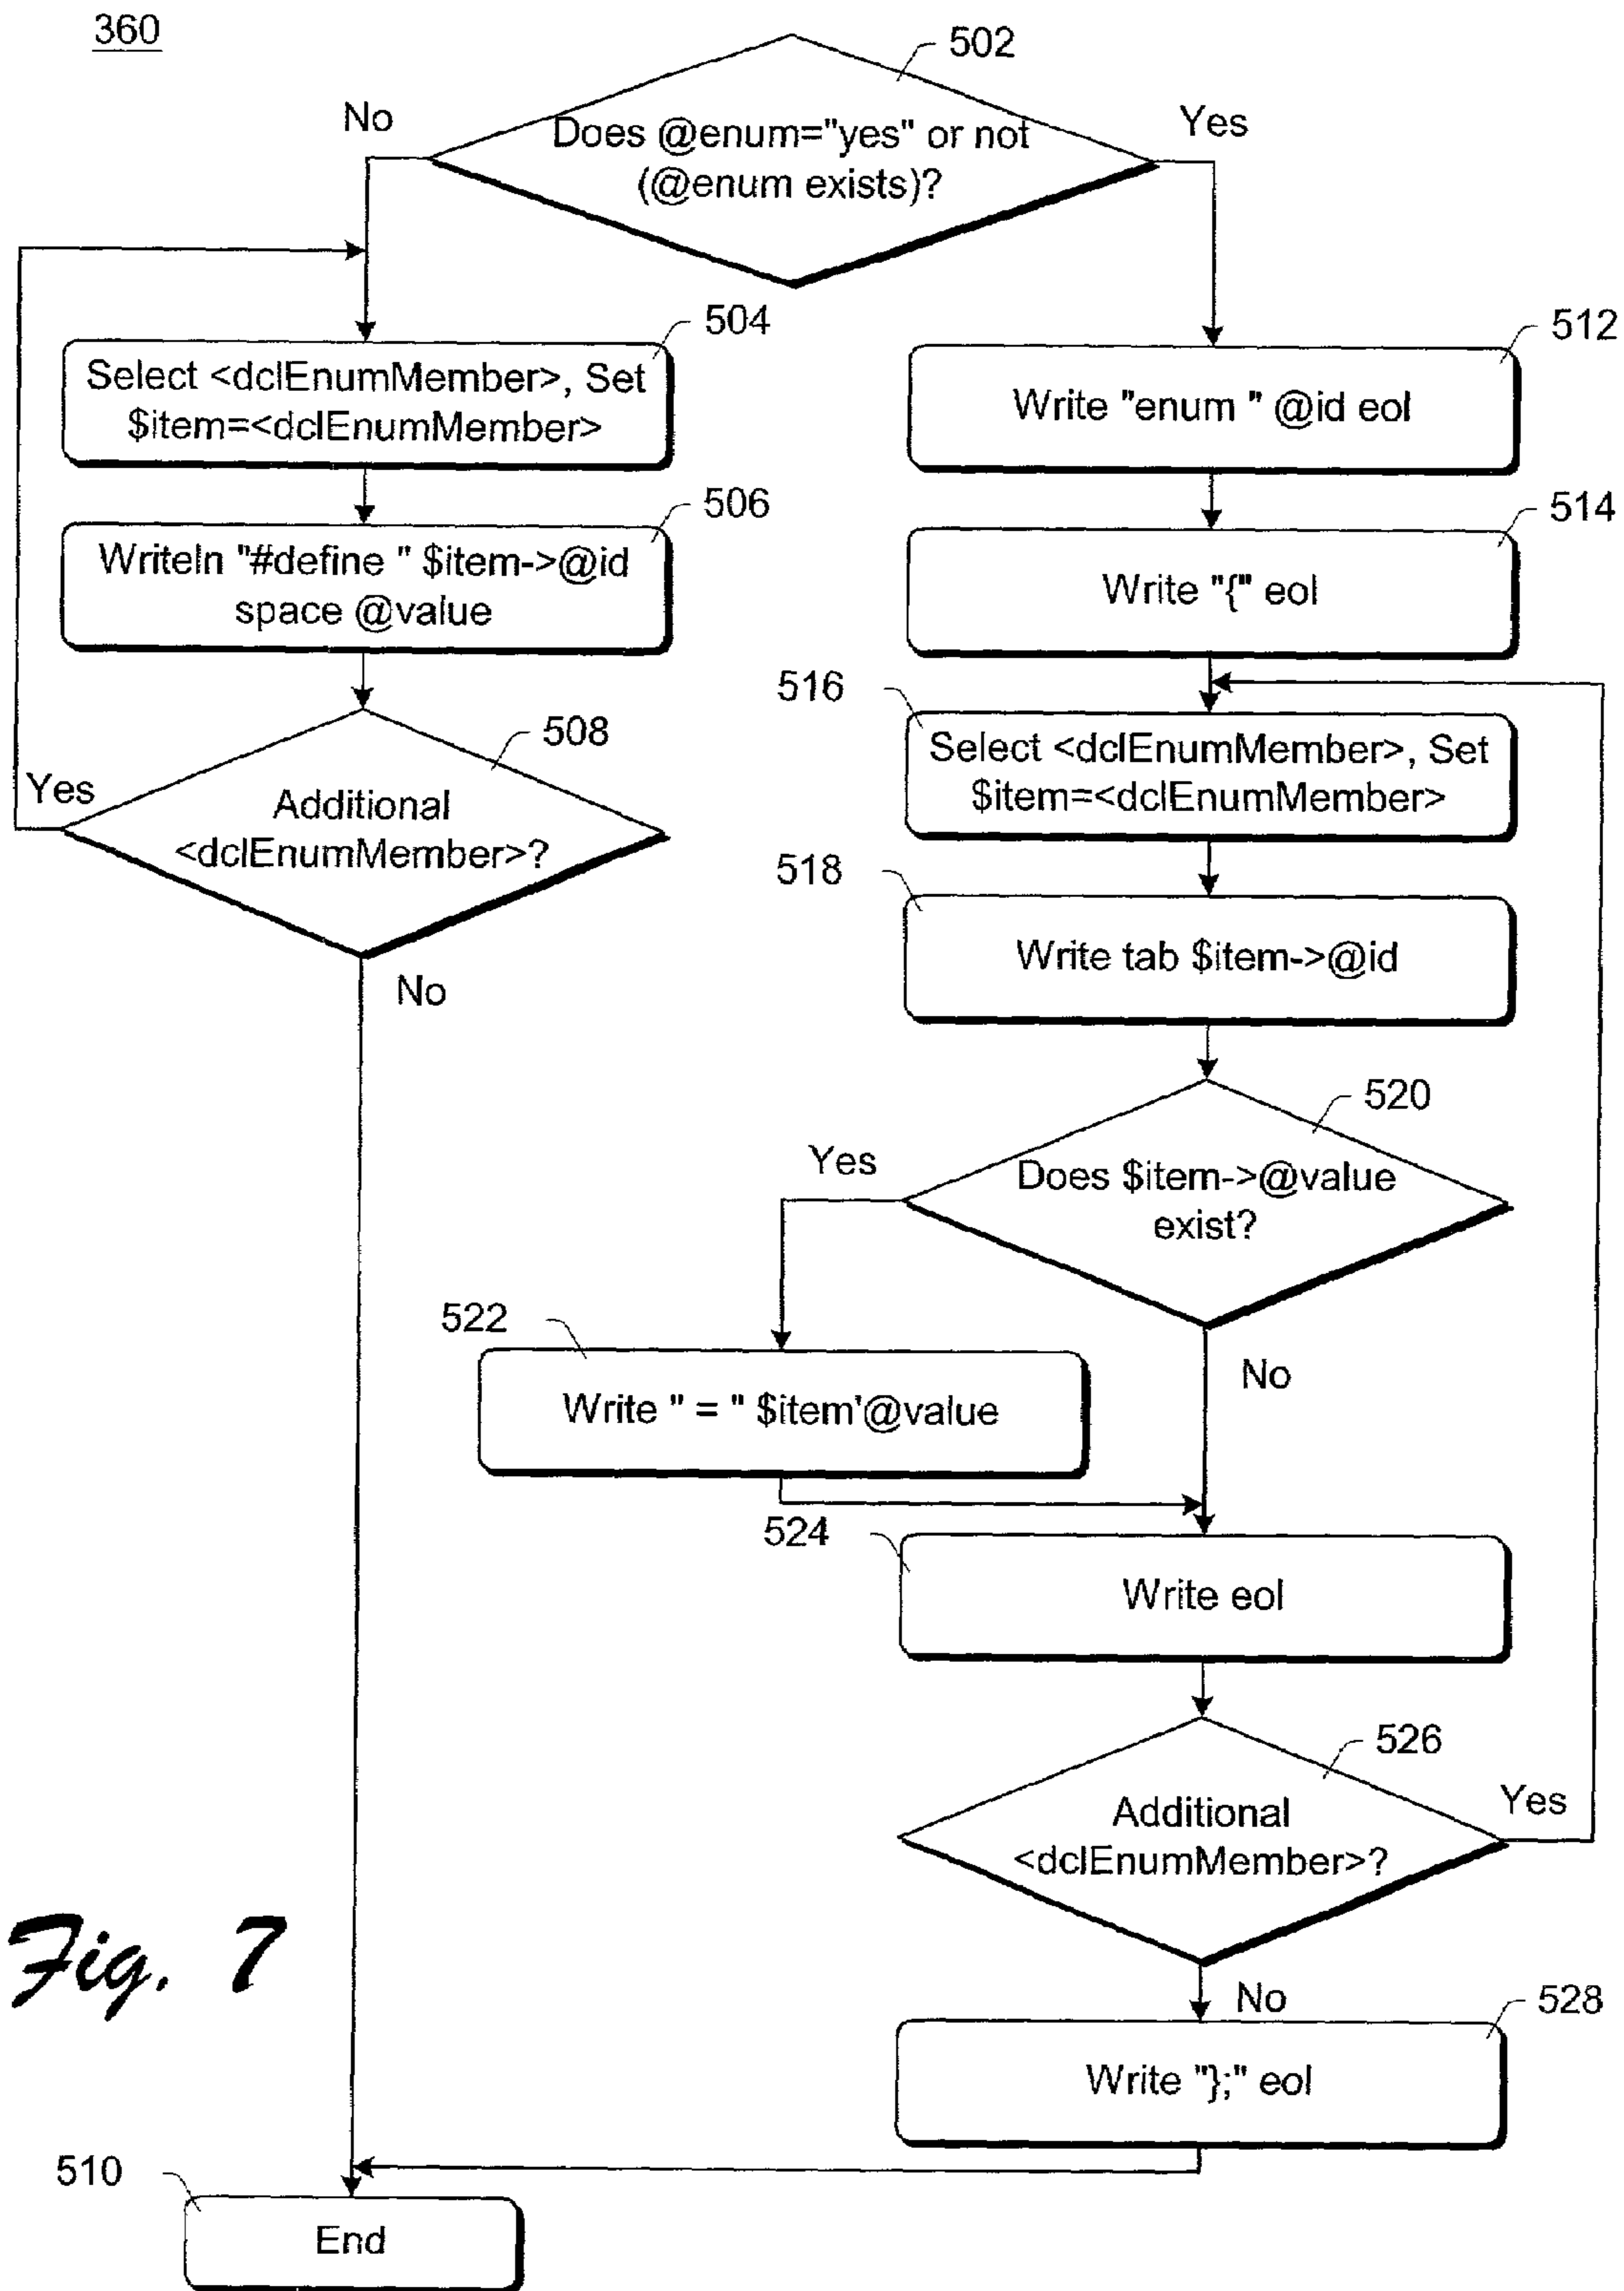 360
502
No
Does @enum="yes" or not
(@enum exists)?
Yes
504
Select <dclEnumMember>, Set
$item=<dclEnumMember>
506
Writeln "#define " $item->@id
space @value
508
Yes
Additional
<dclEnumMember>?
No
512
Write "enum " @id eol
514
Write "{" eol
516
Select <dclEnumMember>, Set
$item=<dclEnumMember>
518
Write tab $item->@id
520
Yes
Does $item->@value
exist?
No
522
Write " = " $item'@value
524
Write eol
526
Additional
<dclEnumMember>?
Yes
No
528
Write "};" eol
510
End
Fig. 7